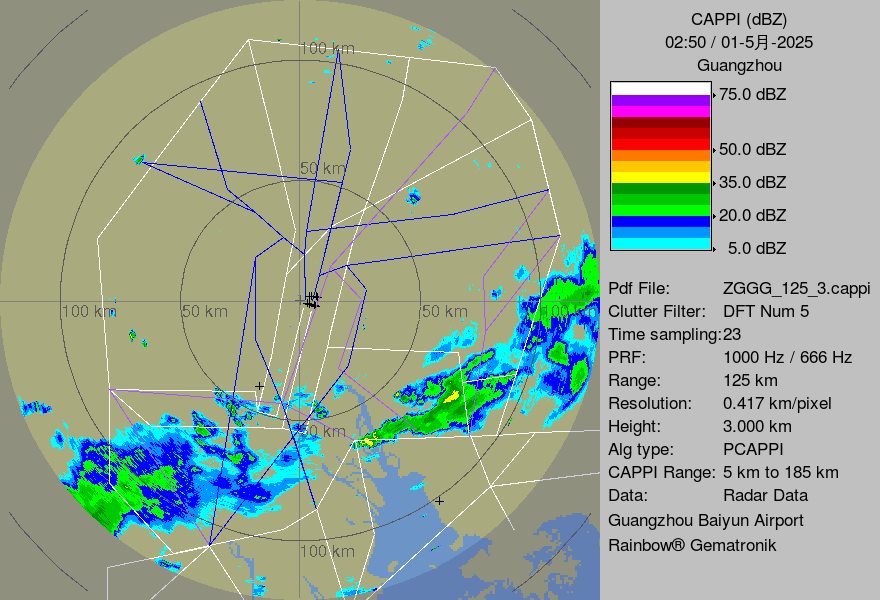 100 km
50 km
100 km
50 km
50 km
100 km
50 km
100 km
CAPPI (dBZ)
02:50 / 01-5月-2025
Guangzhou
75.0 dBZ
50.0 dBZ
35.0 dBZ
20.0 dBZ
5.0 dBZ
Pdf File: ZGGG_125_3.cappi
Clutter Filter: DFT Num 5
Time sampling:23
PRF: 1000 Hz / 666 Hz
Range: 125 km
Resolution: 0.417 km/pixel
Height: 3.000 km
Alg type: PCAPPI
CAPPI Range: 5 km to 185 km
Data: Radar Data
Guangzhou Baiyun Airport
Rainbow® Gematronik